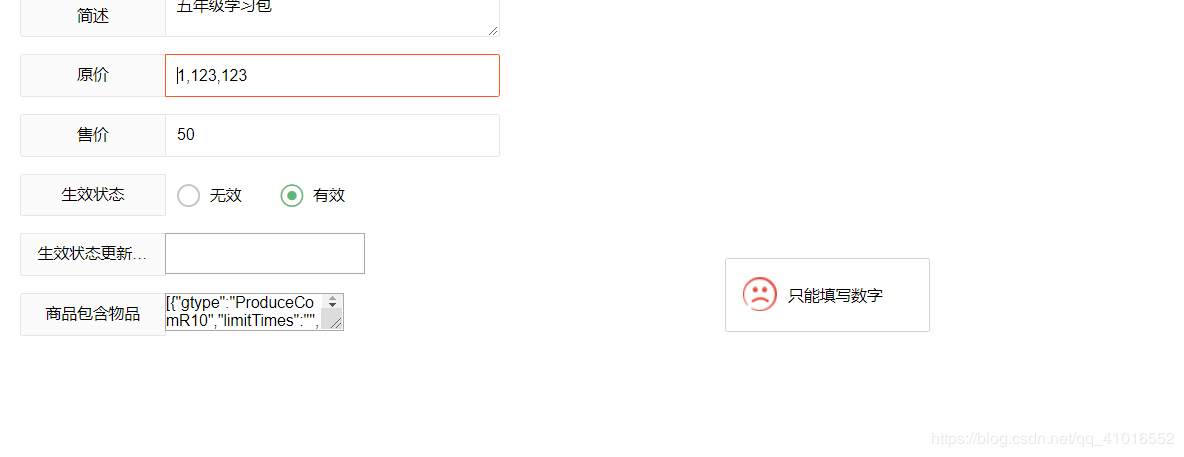 简述
五年级学习包
原价
1,123,123
售价
50
生效状态
无效
有效
生效状态更新...
商品包含物品
[{"gtype":"ProduceCo
mR10","limitTimes":"",
只能填写数字
https://blog.csdn.net/qq_41016552